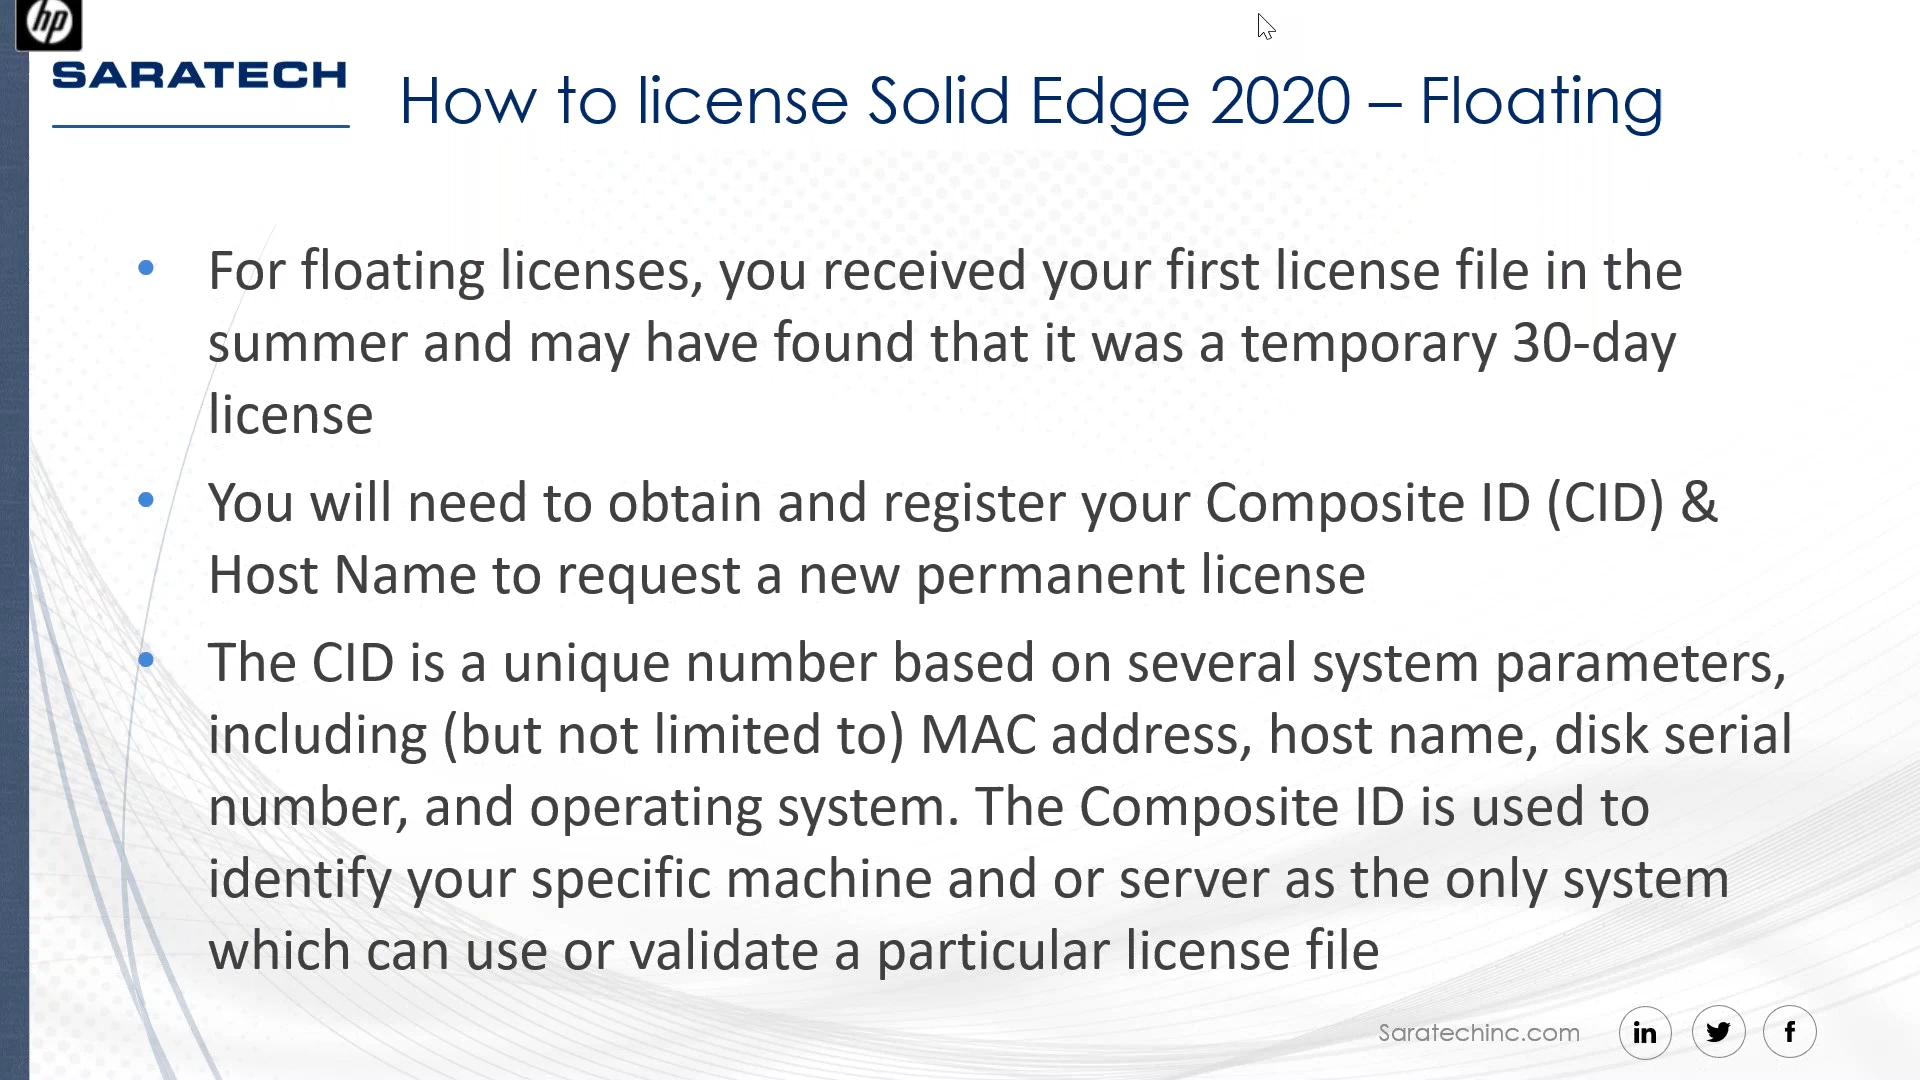 hp
SARATECH
How to license Solid Edge 2020 – Floating
• For floating licenses, you received your first license file in the
summer and may have found that it was a temporary 30-day
license
• You will need to obtain and register your Composite ID (CID) &
Host Name to request a new permanent license
• The CID is a unique number based on several system parameters,
including (but not limited to) MAC address, host name, disk serial
number, and operating system. The Composite ID is used to
identify your specific machine and or server as the only system
which can use or validate a particular license file
Saratechinc.com in f